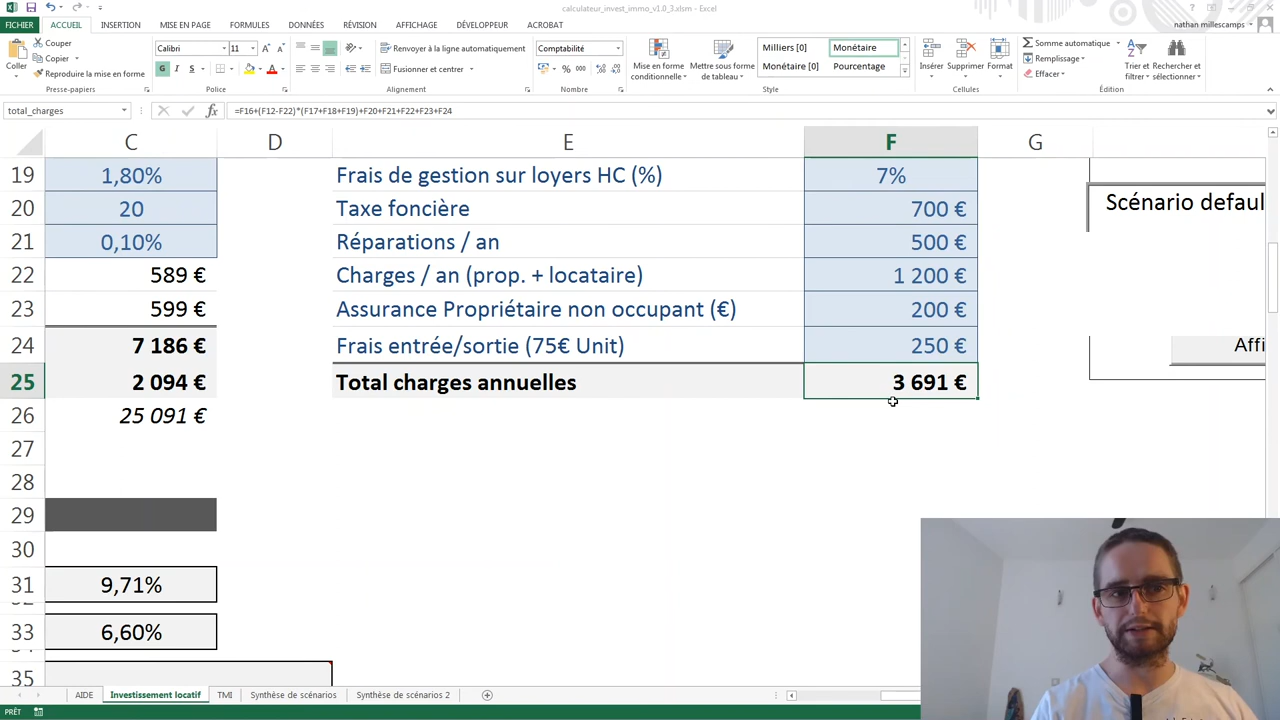 calculateur_invest_immo_v1.0_3.xlsm - Excel
FICHIER ACCUEIL INSERTION MISE EN PAGE FORMULES DONNÉES RÉVISION AFFICHAGE DÉVELOPPEUR ACROBAT nathan millescamps
Couper
Copier
Reproduire la mise en forme
Coller
Presse-papiers
Calibri 11
G I S
Police
Renvoyer à la ligne automatiquement
Fusionner et centrer
Alignement
Comptabilité
% 000
Nombre
Mise en forme conditionnelle
Mettre sous forme de tableau
Milliers [0] Monétaire
Monétaire [0] Pourcentage
Style
Insérer Supprimer Format
Cellules
Somme automatique
Remplissage
Effacer
Trier et filtrer
Rechercher et sélectionner
Édition
total_charges fx =F16+(F12-F22)*(F17+F18+F19)+F20+F21+F22+F23+F24
C D E F G
19 1,80% Frais de gestion sur loyers HC (%) 7%
Scénario defaul
20 20 Taxe foncière 700 €
21 0,10% Réparations / an 500 €
22 589 € Charges / an (prop. + locataire) 1 200 €
23 599 € Assurance Propriétaire non occupant (€) 200 €
24 7 186 € Frais entrée/sortie (75€ Unit) 250 €
Affi
25 2 094 € Total charges annuelles 3 691 €
26 25 091 €
27
28
29
30
31 9,71%
33 6,60%
35
AIDE Investissement locatif TMI Synthèse de scénarios Synthèse de scénarios 2
PRÊT